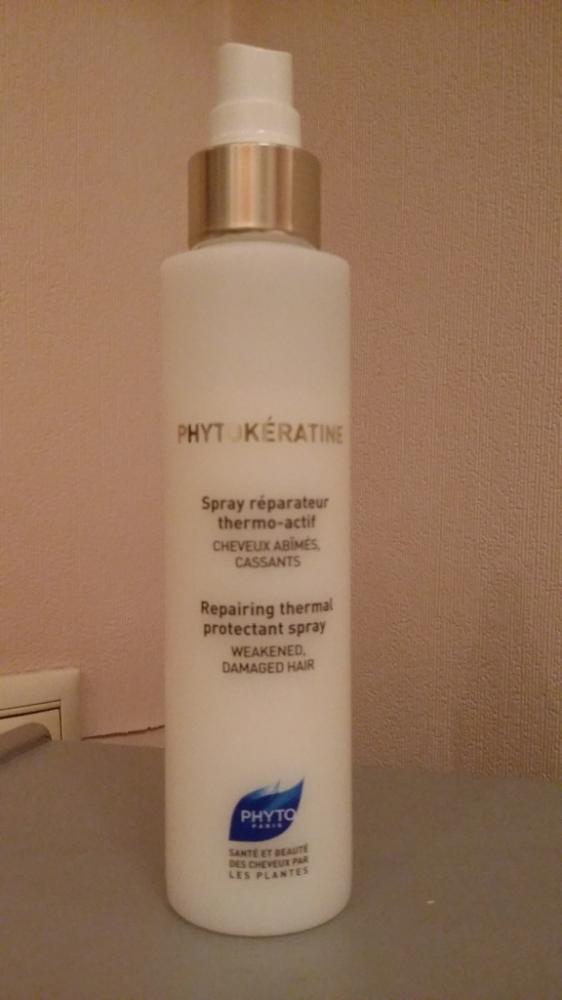 PHYTOKÉRATINE
Spray réparateur
thermo-actif
CHEVEUX ABÎMÉS,
CASSANTS
Repairing thermal
protectant spray
WEAKENED,
DAMAGED HAIR
PHYTO
PARIS
SANTÉ ET BEAUTÉ
DES CHEVEUX PAR
LES PLANTES